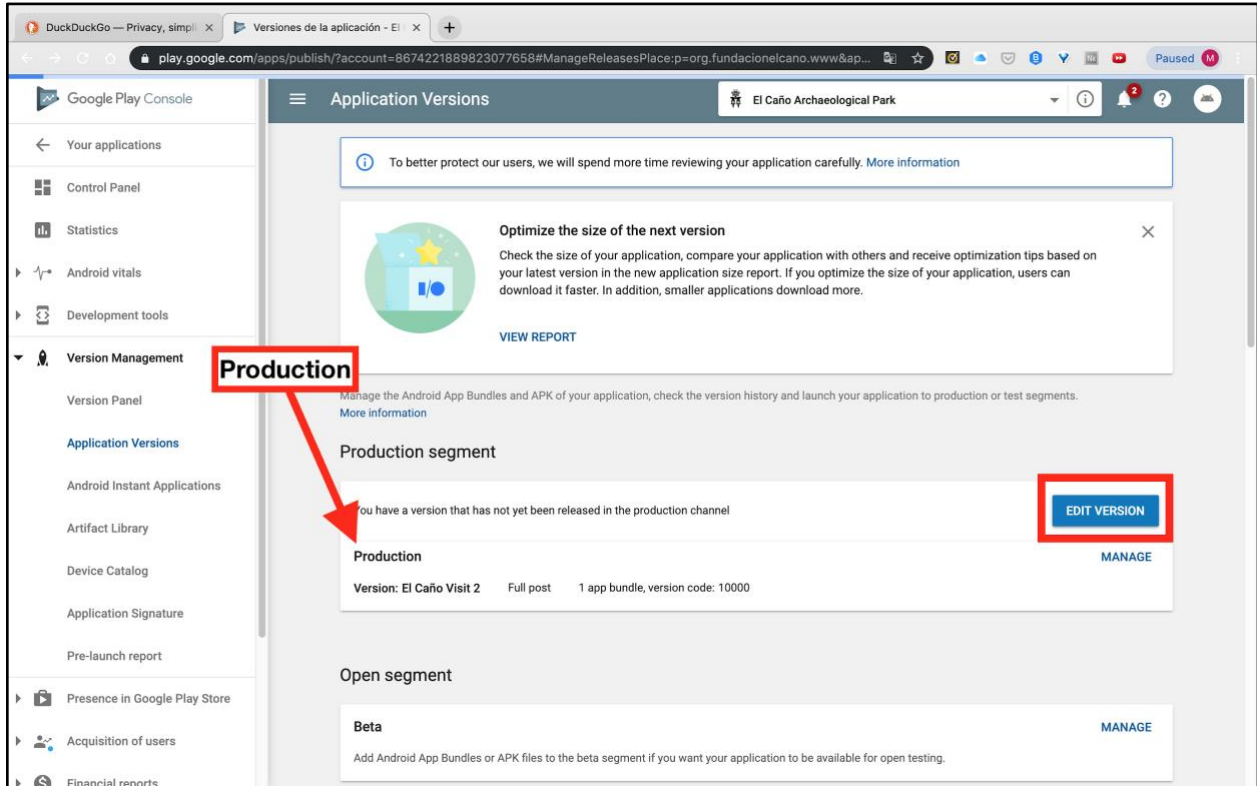 DuckDuckGo — Privacy, simpli
Versiones de la aplicación - El
play.google.com/apps/publish/?account=8674221889823077658#ManageReleasesPlace:p=org.fundacionelcano.www&ap...
Paused M
Google Play Console
Application Versions
El Caño Archaeological Park
2
Your applications
To better protect our users, we will spend more time reviewing your application carefully. More information
Control Panel
Statistics
Optimize the size of the next version
Check the size of your application, compare your application with others and receive optimization tips based on
your latest version in the new application size report. If you optimize the size of your application, users can
download it faster. In addition, smaller applications download more.
I/O
VIEW REPORT
Android vitals
Development tools
Version Management
Production
Version Panel
Manage the Android App Bundles and APK of your application, check the version history and launch your application to production or test segments.
More information
Application Versions
Production segment
Android Instant Applications
You have a version that has not yet been released in the production channel
EDIT VERSION
Artifact Library
Production
MANAGE
Device Catalog
Version: El Caño Visit 2 Full post 1 app bundle, version code: 10000
Application Signature
Pre-launch report
Open segment
Presence in Google Play Store
Beta
MANAGE
Acquisition of users
Add Android App Bundles or APK files to the beta segment if you want your application to be available for open testing.
Financial reports